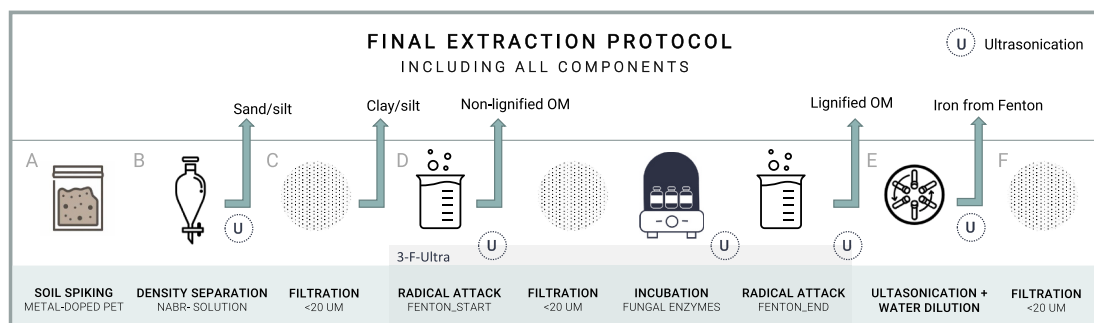 FINAL EXTRACTION PROTOCOL
INCLUDING ALL COMPONENTS
U Ultrasonication
Sand/silt
Clay/silt
Non-lignified OM
Lignified OM
Iron from Fenton
A
B
C
D
E
F
U
U
U
U
U
3-F-Ultra
SOIL SPIKING
METAL-DOPED PET
DENSITY SEPARATION
NABR- SOLUTION
FILTRATION
<20 UM
RADICAL ATTACK
FENTON_START
FILTRATION
<20 UM
INCUBATION
FUNGAL ENZYMES
RADICAL ATTACK
FENTON_END
ULTASONICATION +
WATER DILUTION
FILTRATION
<20 UM